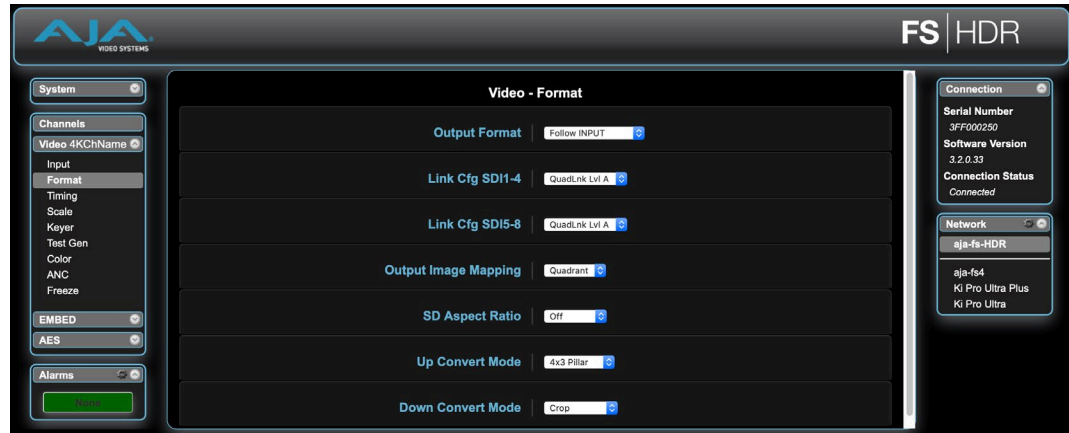 AJA
VIDEO SYSTEMS
FS HDR
System
Channels
Video 4KChName
Input
Format
Timing
Scale
Keyer
Test Gen
Color
ANC
Freeze
EMBED
AES
Alarms
None
Video - Format
Output Format Follow INPUT
Link Cfg SDI1-4 QuadLnk Lvl A
Link Cfg SDI5-8 QuadLnk Lvl A
Output Image Mapping Quadrant
SD Aspect Ratio Off
Up Convert Mode 4x3 Pillar
Down Convert Mode Crop
Connection
Serial Number
3FF000250
Software Version
3.2.0.33
Connection Status
Connected
Network
aja-fs-HDR
aja-fs4
Ki Pro Ultra Plus
Ki Pro Ultra